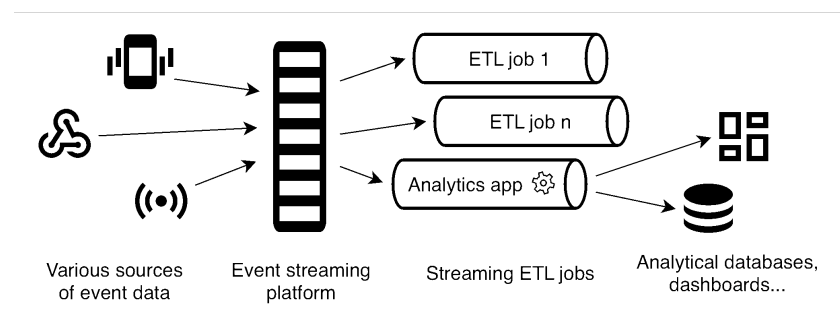 ETL job 1
ETL job n
Analytics app
Various sources
of event data
Event streaming
platform
Streaming ETL jobs
Analytical databases,
dashboards...